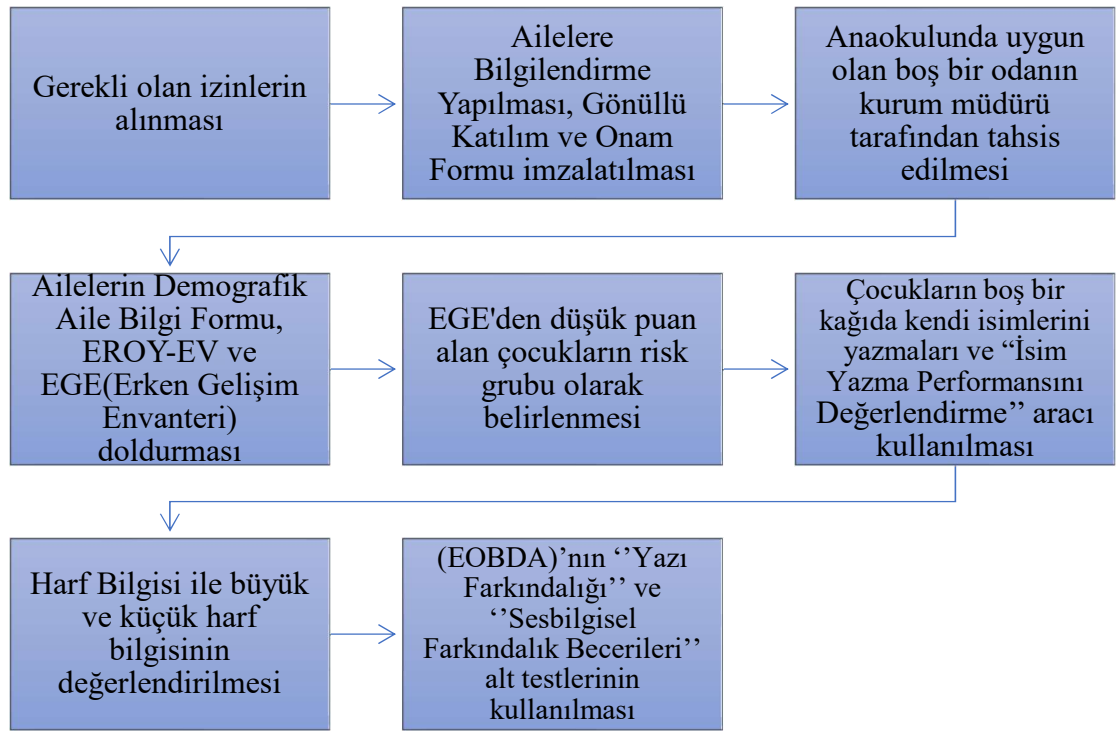 Gerekli olan izinlerin
alınması
Ailelere
Bilgilendirme
Yapılması, Gönüllü
Katılım ve Onam
Formu imzalatılması
Anaokulunda uygun
olan boş bir odanın
kurum müdürü
tarafından tahsis
edilmesi
Ailelerin Demografik
Aile Bilgi Formu,
EROY-EV ve
EGE(Erken Gelişim
Envanteri)
doldurması
EGE'den düşük puan
alan çocukların risk
grubu olarak
belirlenmesi
Çocukların boş bir
kağıda kendi isimlerini
yazmaları ve “İsim
Yazma Performansını
Değerlendirme’’ aracı
kullanılması
Harf Bilgisi ile büyük
ve küçük harf
bilgisinin
değerlendirilmesi
(EOBDA)’nın ‘’Yazı
Farkındalığı’’ ve
‘’Sesbilgisel
Farkındalık Becerileri’’
alt testlerinin
kullanılması